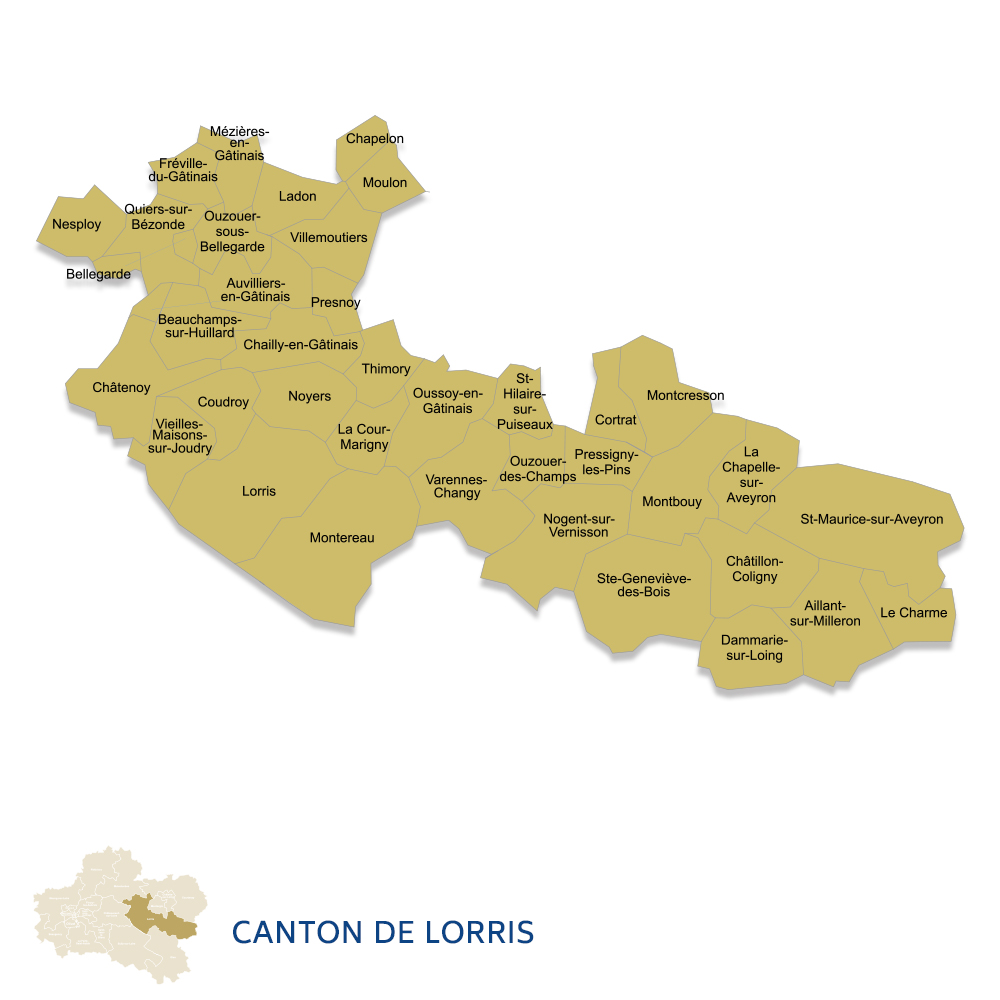 Mézières-
en-
Gâtinais
Chapelon
Fréville-
du-Gâtinais
Moulon
Ladon
Quiers-sur-
Bézonde
Nesploy
Ouzouer-
sous-
Bellegarde
Villemoutiers
Bellegarde
Auvilliers-
en-Gâtinais
Presnoy
Beauchamps-
sur-Huillard
Chailly-en-Gâtinais
Thimory
Châtenoy
Coudroy
Noyers
Oussoy-en-
Gâtinais
St-
Hilaire-
sur-
Puiseaux
Montcresson
Cortrat
Vieilles-
Maisons-
sur-Joudry
La Cour-
Marigny
Ouzouer-
des-Champs
Pressigny-
les-Pins
La
Chapelle-
sur-
Aveyron
Lorris
Varennes-
Changy
Montbouy
St-Maurice-sur-Aveyron
Nogent-sur-
Vernisson
Montereau
Châtillon-
Coligny
Ste-Geneviève-
des-Bois
Aillant-
sur-Milleron
Le Charme
Dammarie-
sur-Loing
CANTON DE LORRIS